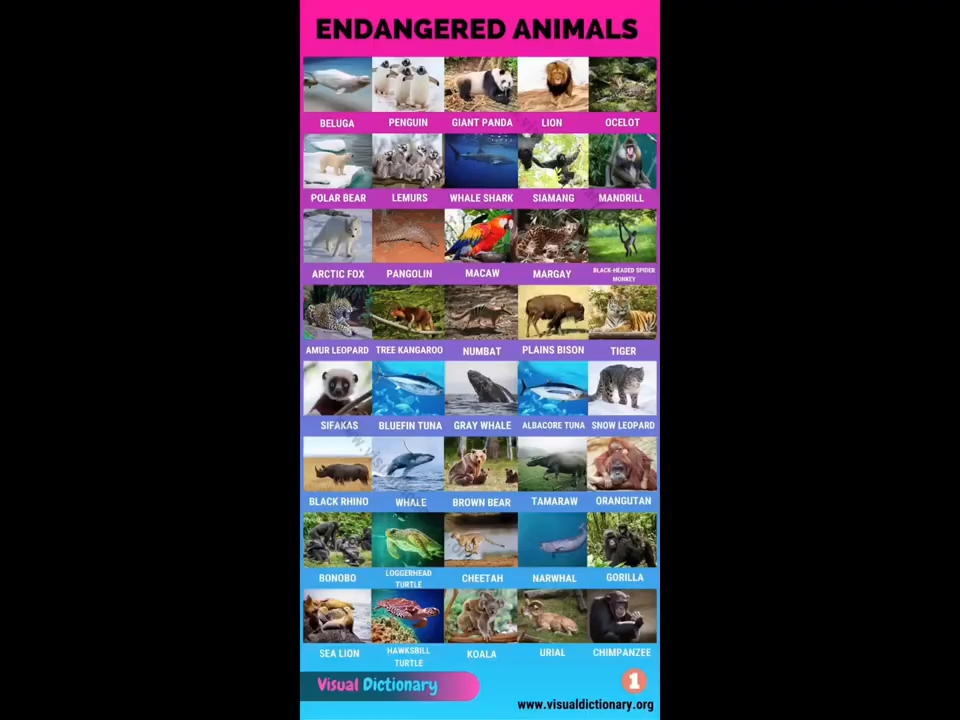 ENDANGERED ANIMALS
BELUGA PENGUIN GIANT PANDA LION OCELOT
POLAR BEAR LEMURS WHALE SHARK SIAMANG MANDRILL
ARCTIC FOX PANGOLIN MACAW MARGAY BLACK-HEADED SPIDER
MONKEY
AMUR LEOPARD TREE KANGAROO NUMBAT PLAINS BISON TIGER
SIFAKAS BLUEFIN TUNA GRAY WHALE ALBACORE TUNA SNOW LEOPARD
BLACK RHINO WHALE BROWN BEAR TAMARAW ORANGUTAN
BONOBO LOGGERHEAD CHEETAH NARWHAL GORILLA
TURTLE
SEA LION HAWKSBILL KOALA URIAL CHIMPANZEE
TURTLE
Visual Dictionary
1
www.visualdictionary.org